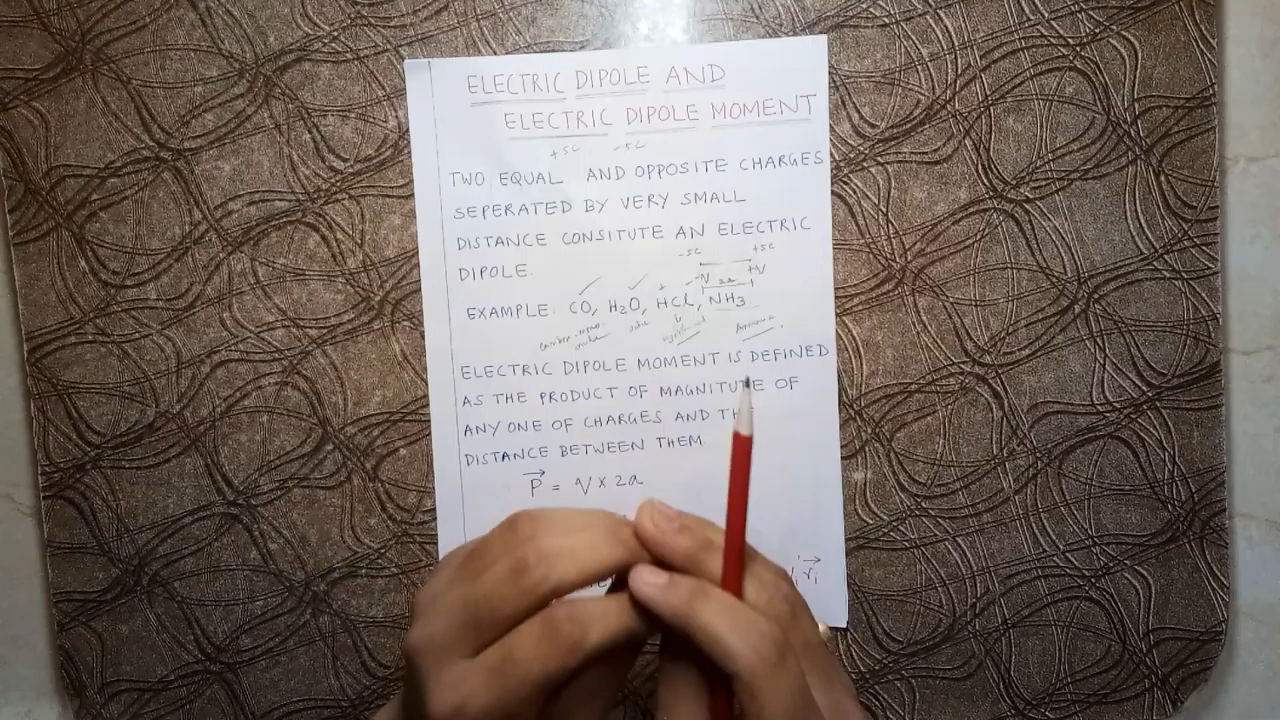 ELECTRIC DIPOLE AND
ELECTRIC DIPOLE MOMENT
+5C -5C
TWO EQUAL AND OPPOSITE CHARGES
SEPERATED BY VERY SMALL
DISTANCE CONSITUTE AN ELECTRIC
-5C +5C
DIPOLE.
-q 2a +q
EXAMPLE. CO, H2O, HCl, NH3
Ammonia
ELECTRIC DIPOLE MOMENT IS DEFINED
AS THE PRODUCT OF MAGNITUDE OF
ANY ONE OF CHARGES AND THE
DISTANCE BETWEEN THEM
P⃗ = q × 2a